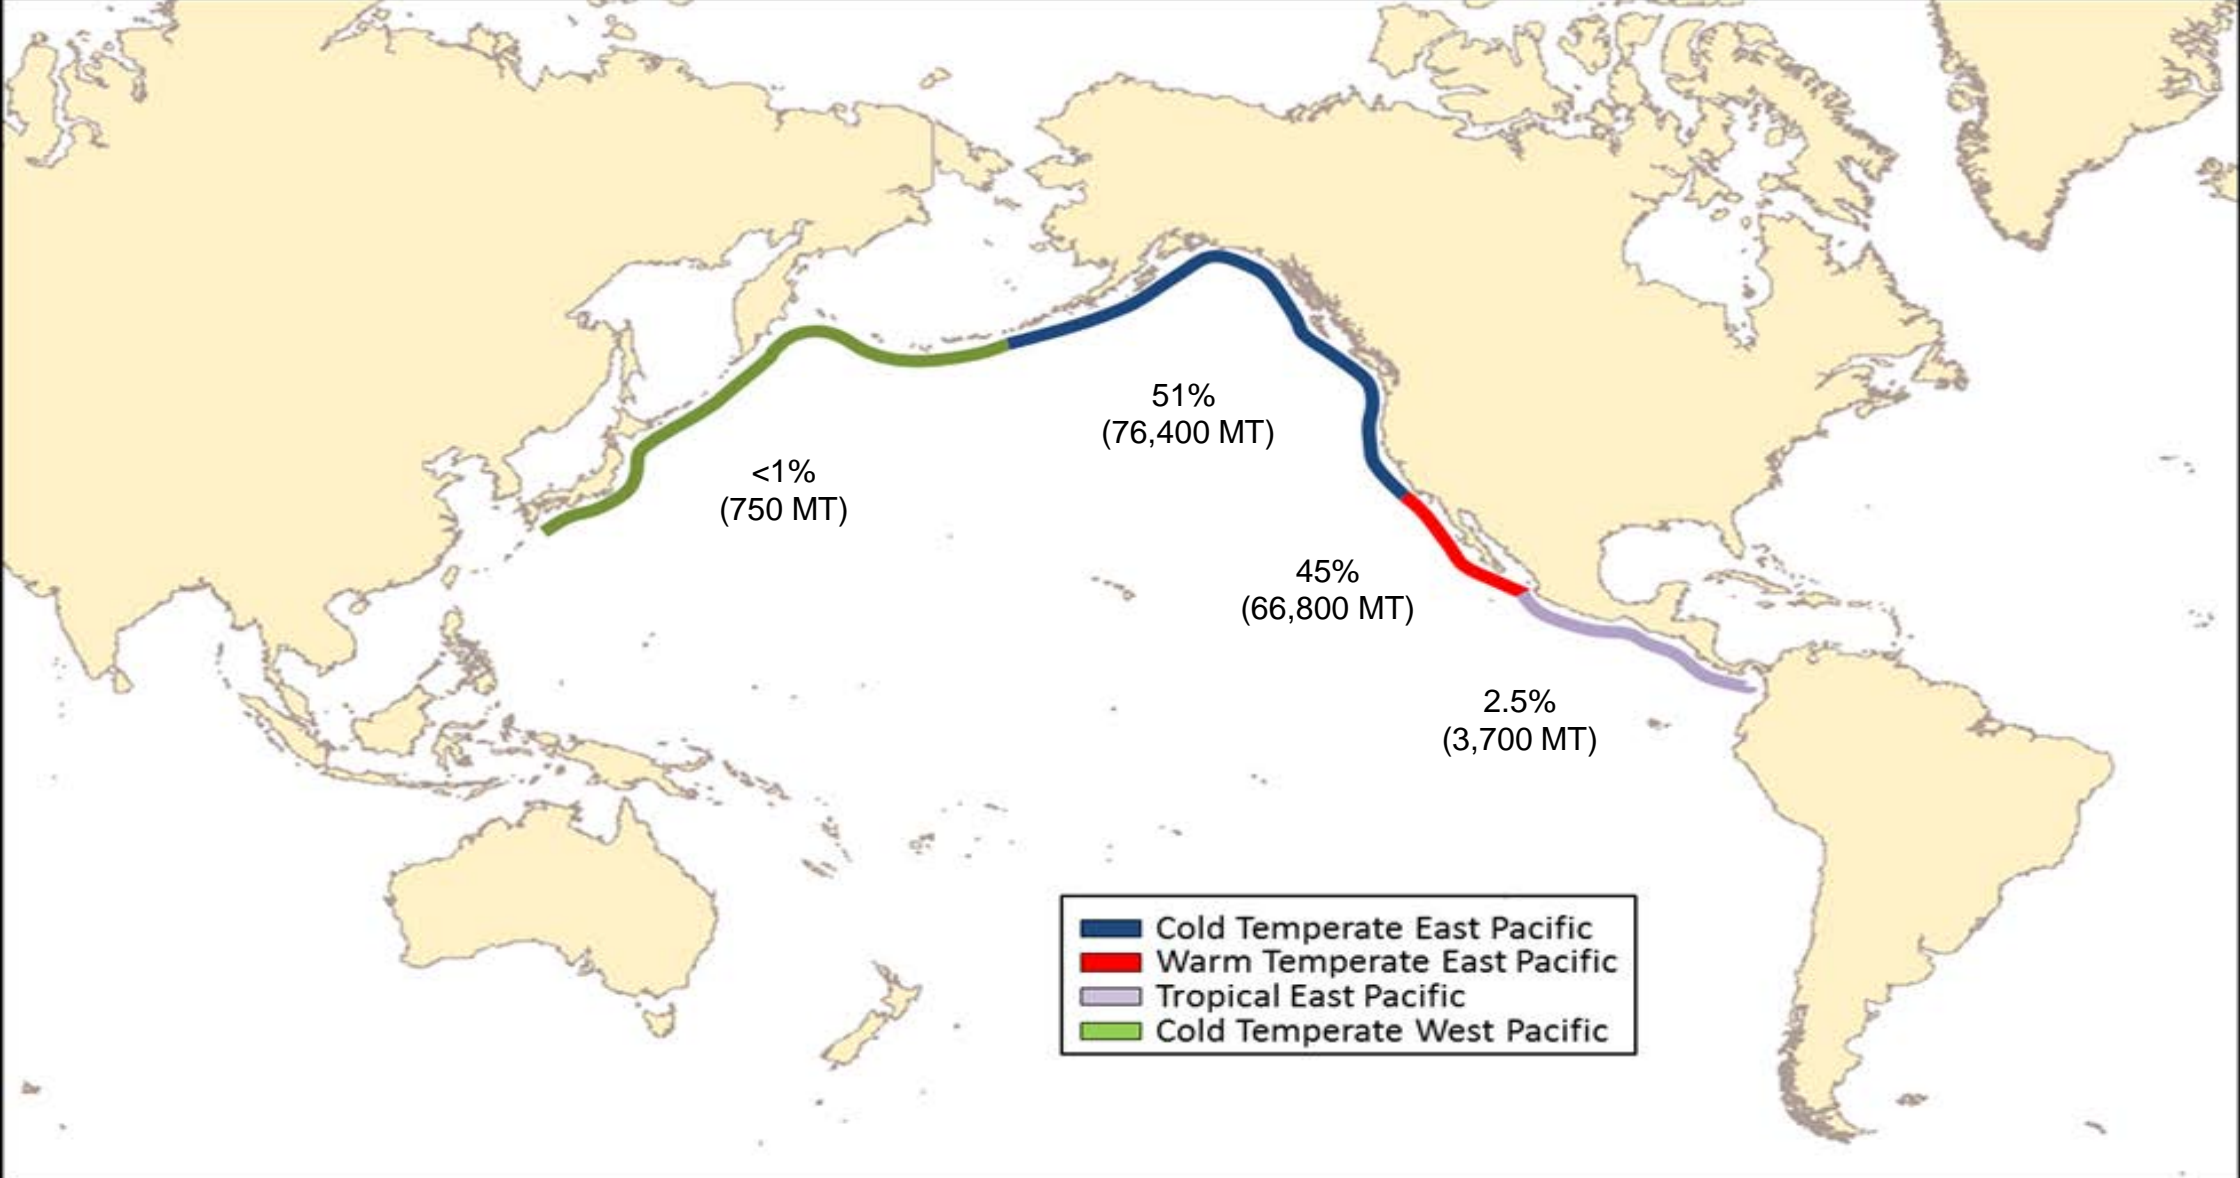 51%
(76,400 MT)
<1%
(750 MT)
45%
(66,800 MT)
2.5%
(3,700 MT)
Cold Temperate East Pacific
Warm Temperate East Pacific
Tropical East Pacific
Cold Temperate West Pacific